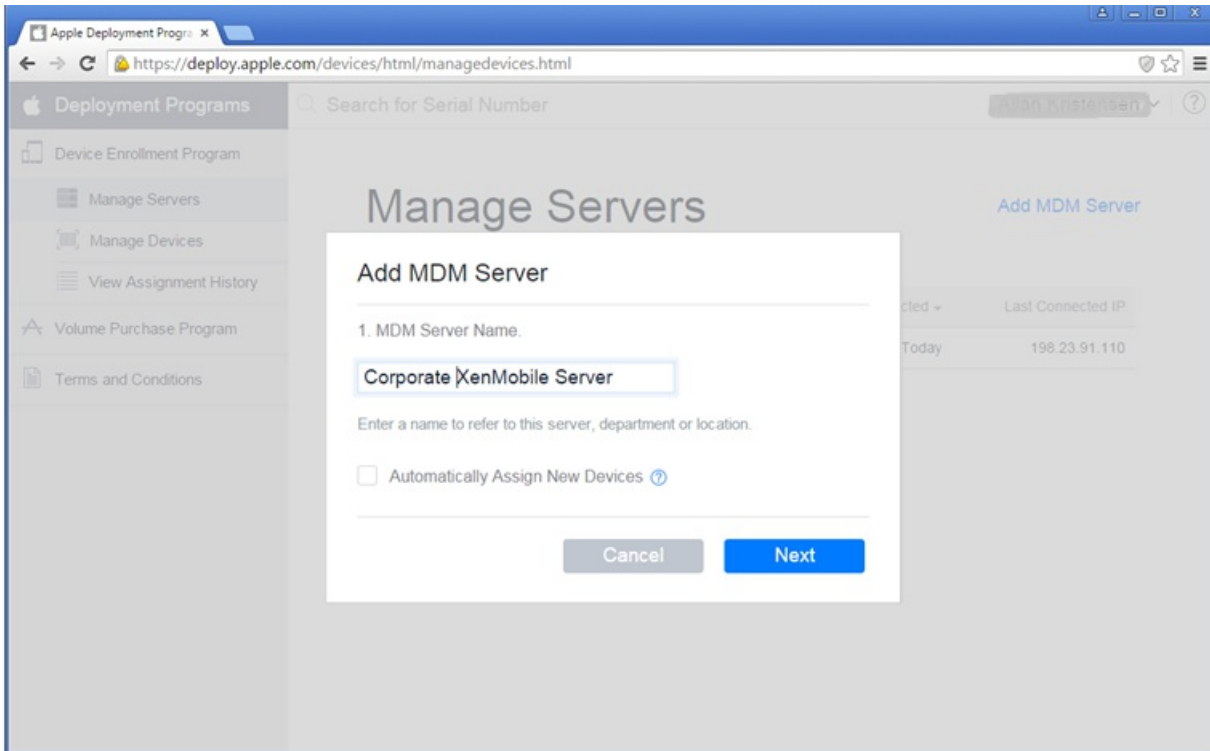 Apple Deployment Progra
https://deploy.apple.com/devices/html/managedevices.html
Deployment Programs
Search for Serial Number
Device Enrollment Program
Manage Servers
Manage Devices
View Assignment History
Volume Purchase Program
Terms and Conditions
Manage Servers
Add MDM Server
cted
Last Connected IP
Today
198.23.91.110
Add MDM Server
1. MDM Server Name.
Corporate XenMobile Server
Enter a name to refer to this server, department or location.
Automatically Assign New Devices
Cancel
Next